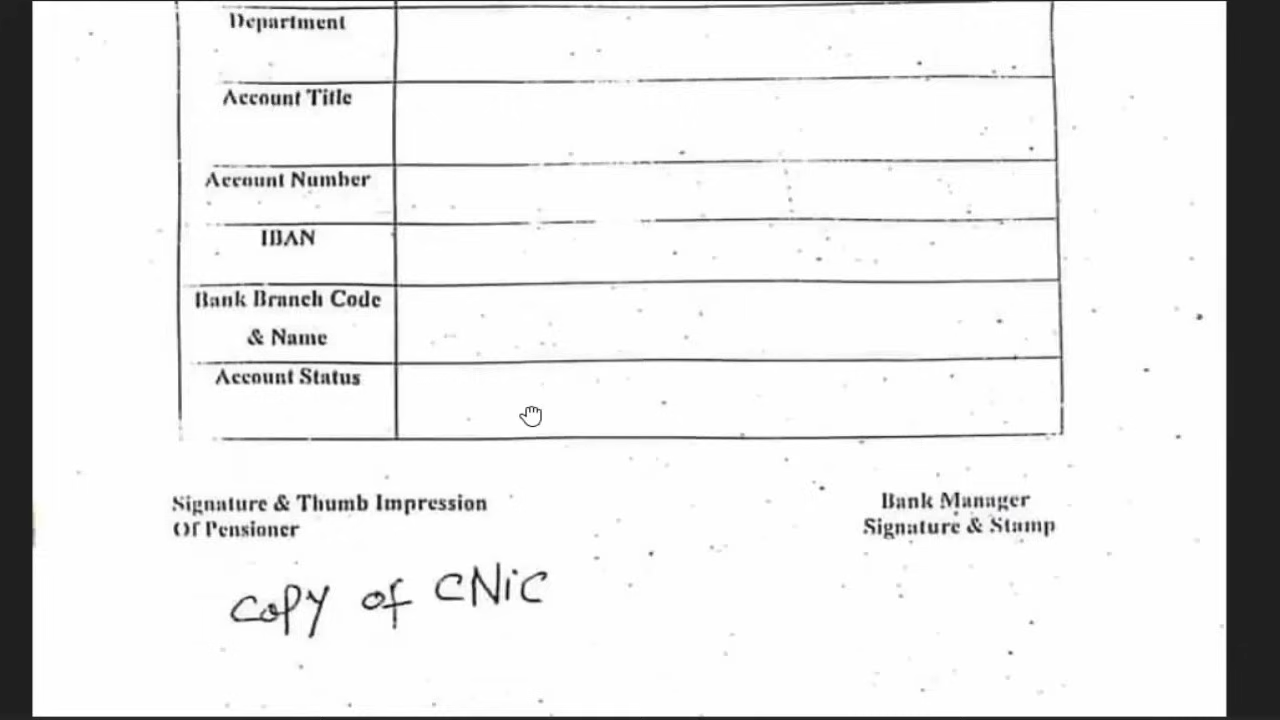 Department
Account Title
Account Number
IBAN
Bank Branch Code
& Name
Account Status
Signature & Thumb Impression
Of Pensioner
Bank Manager
Signature & Stamp
Copy of CNiC